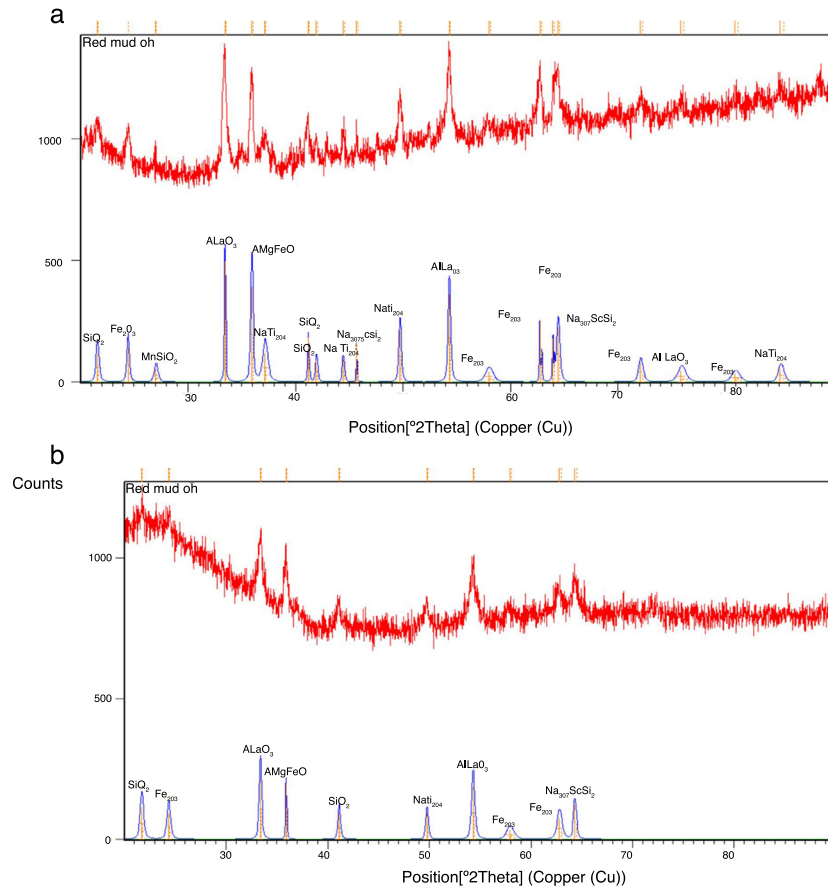 a
Red mud oh
1000
500
0
ALaO3
AMgFeO
SiO2
Fe203
MnSiO2
NaTi204
SiO2
SiO2
Na Ti204
Na3075csi2
Nati204
AlLa03
Fe203
Fe203
Fe203
Na307ScSi2
Fe203
Al LaO3
Fe203
NaTi204
30 40 50 60 70 80
Position[º2Theta] (Copper (Cu))
b
Counts
Red mud oh
1000
500
0
SiO2
Fe203
ALaO3
AMgFeO
SiO2
Nati204
AlLa03
Fe203
Fe203
Na307ScSi2
30 40 50 60 70 80
Position[º2Theta] (Copper (Cu))